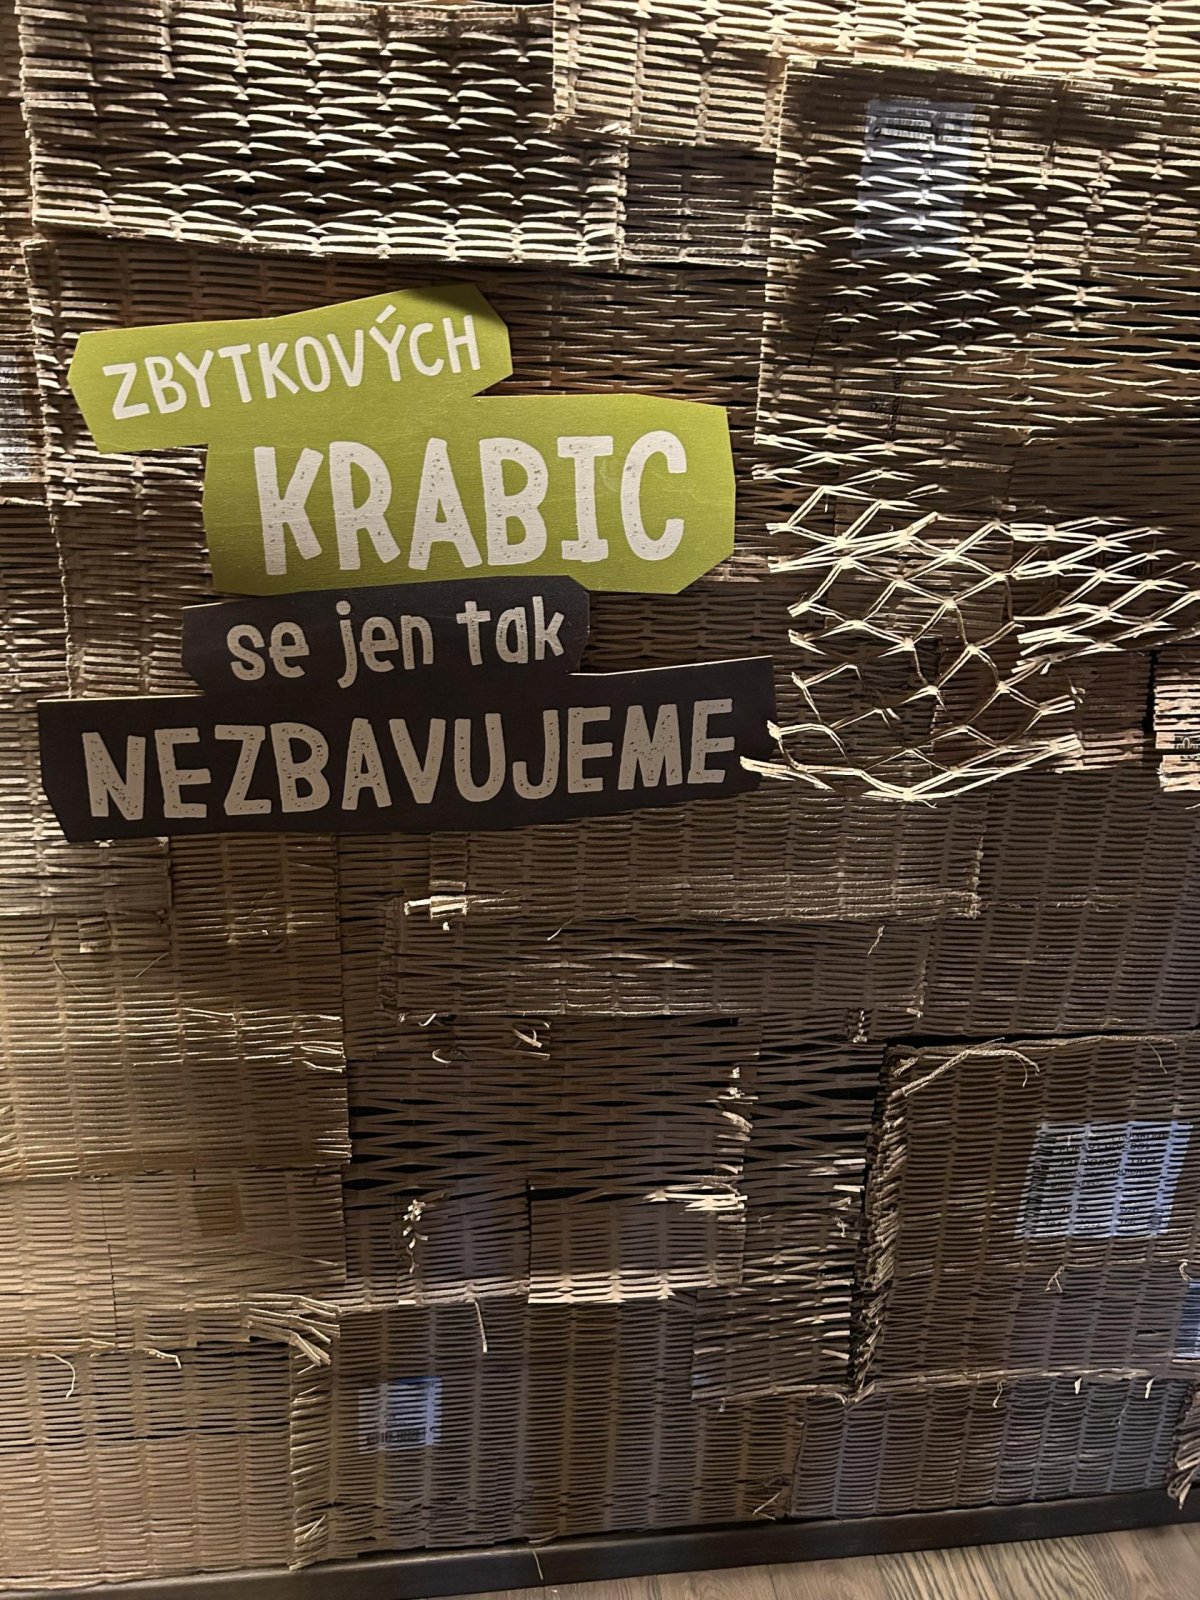 ZBYTKOVÝCH
KRABIC
se jen tak
NEZBAVUJEME